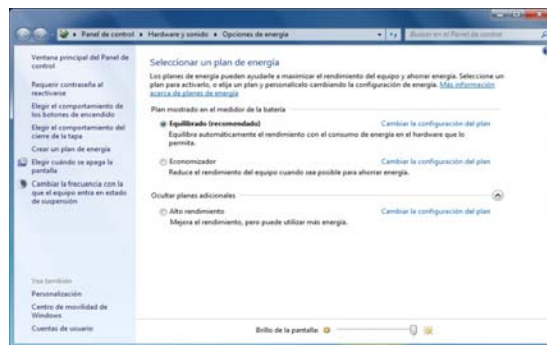 Panel de control ▸ Hardware y sonido ▸ Opciones de energía
Buscar en el Panel de control
Ventana principal del Panel de
control
Requerir contraseña al
reactivarse
Elegir el comportamiento de
los botones de encendido
Elegir el comportamiento del
cierre de la tapa
Crear un plan de energía
Elegir cuándo se apaga la
pantalla
Cambiar la frecuencia con la
que el equipo entra en estado
de suspensión
Vea también
Personalización
Centro de movilidad de
Windows
Cuentas de usuario
Seleccionar un plan de energía
Los planes de energía pueden ayudarle a maximizar el rendimiento del equipo y ahorrar energía. Seleccione un
plan para activarlo, o elija un plan y personalícelo cambiando la configuración de energía. Más información
acerca de planes de energía
Plan mostrado en el medidor de la batería
Equilibrado (recomendado) Cambiar la configuración del plan
Equilibra automáticamente el rendimiento con el consumo de energía en el hardware que lo
permita.
Economizador Cambiar la configuración del plan
Reduce el rendimiento del equipo cuando sea posible para ahorrar energía.
Ocultar planes adicionales
Alto rendimiento Cambiar la configuración del plan
Mejora el rendimiento, pero puede utilizar más energía.
Brillo de la pantalla: